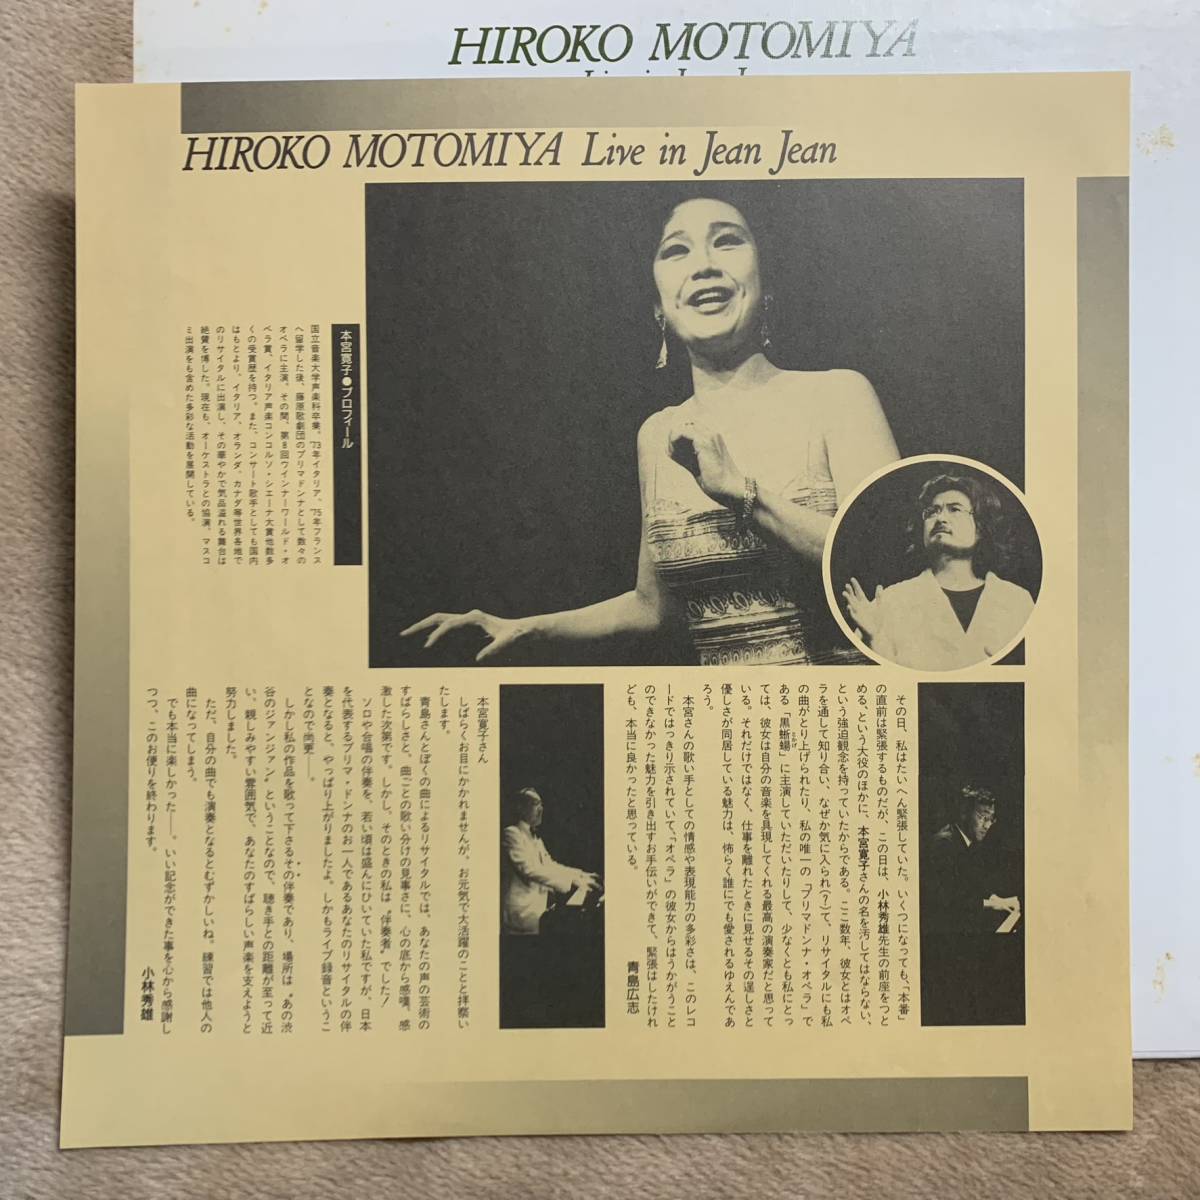 HIROKO MOTOMIYA
HIROKO MOTOMIYA Live in Jean Jean
本宮寛子●プロフィール
国立音楽大学声楽科卒業。'73年イタリア、'75年フランス
へ留学した後、藤原歌劇団のプリマドンナとして数々の
オペラに主演。その間、第8回ウインナーワールド・オ
ペラ賞、イタリア声楽コンコルソ・シエーナ大賞他数多
くの受賞歴を持つ。また、コンサート歌手としても国内
はもとより、イタリア、オランダ、カナダ等世界各地で
のリサイタルに出演し、その華やかで気品溢れる舞台は
絶賛を博した。現在も、オーケストラとの協演、マスコ
ミ出演をも含めた多彩な活動を展開している。
その日、私はたいへん緊張していた。いくつになっても、「本番」
の直前は緊張するものだが、この日は、小林秀雄先生の前座をつと
める、という大役のほかに、本宮寛子さんの名を汚してはならない、
という強迫観念を持っていたからである。ここ数年、彼女とはオペ
ラを通して知り合い、なぜか気に入られ(?)て、リサイタルにも私
の曲がとり上げられたり、私の唯一の「プリマドンナ・オペラ」で
ある「黒蜥蜴」に主演していただいたりして、少なくとも私にとっ
ては、彼女は自分の音楽を具現してくれる最高の演奏家だと思って
いる。それだけではなく、仕事を離れたときに見せるその逞しさと
優しさが同居している魅力は、怖らく誰にでも愛されるゆえんであ
ろう。
本宮さんの歌い手としての情感や表現能力の多彩さは、このレコ
ードではっきり示されていて、「オペラ」の彼女からはうかがうこと
のできなかった魅力を引き出すお手伝いができて、緊張はしたけれ
ども、本当に良かったと思っている。
青島広志
本宮寛子さん
しばらくお目にかかれませんが、お元気で大活躍のことと拝察い
たします。
青島さんとぼくの曲によるリサイタルでは、あなたの声の芸術の
すばらしさと、曲ごとの歌い分けの見事さに、心の底から感嘆、感
激した次第です。しかし、そのときの私は〝伴奏者〟でした!
ソロや合唱の伴奏を、若い頃は盛んにひいていた私ですが、日本
を代表するプリマ・ドンナのお一人であるあなたのリサイタルの伴
奏となると、やっぱり上がりましたよ。しかもライブ録音というこ
となので尚更──。
しかし私の作品を歌って下さるその伴奏であり、場所は〝あの渋
谷のジァンジァン〟ということなので、聴き手との距離が至って近
い、親しみやすい雰囲気で、あなたのすばらしい声楽を支えようと
努力しました。
ただ、自分の曲でも演奏となるとむずかしいね。練習では他人の
曲になってしまう。
でも本当に楽しかった──。いい記念ができた事を心から感謝し
つつ、このお便りを終わります。
小林秀雄